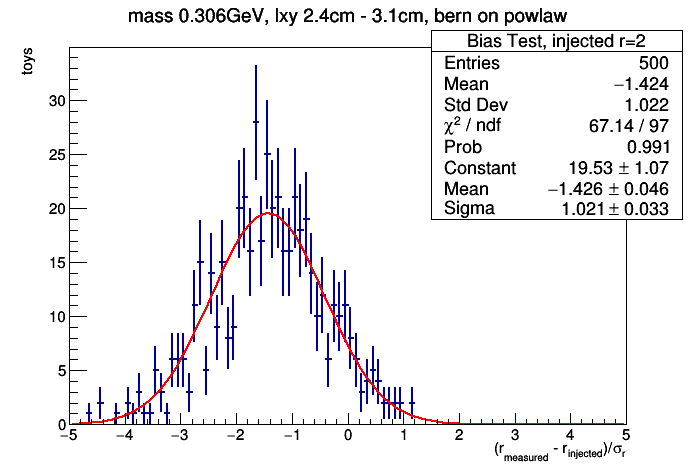 mass 0.306GeV, lxy 2.4cm - 3.1cm, bern on powlaw
toys
Bias Test, injected r=2
Entries 500
Mean −1.424
Std Dev 1.022
χ² / ndf 67.14 / 97
Prob 0.991
Constant 19.53 ± 1.07
Mean −1.426 ± 0.046
Sigma 1.021 ± 0.033
30
25
20
15
10
5
0
−5 −4 −3 −2 −1 0 1 2 3 4 5
(r_measured - r_injected)/σ_r